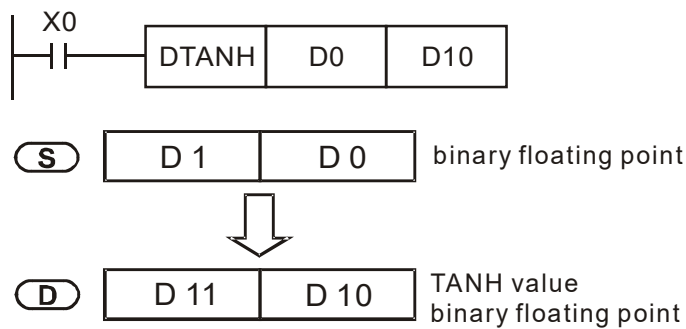 X0
DTANH D0 D10
S D 1 D 0 binary floating point
D D 11 D 10 TANH value
binary floating point